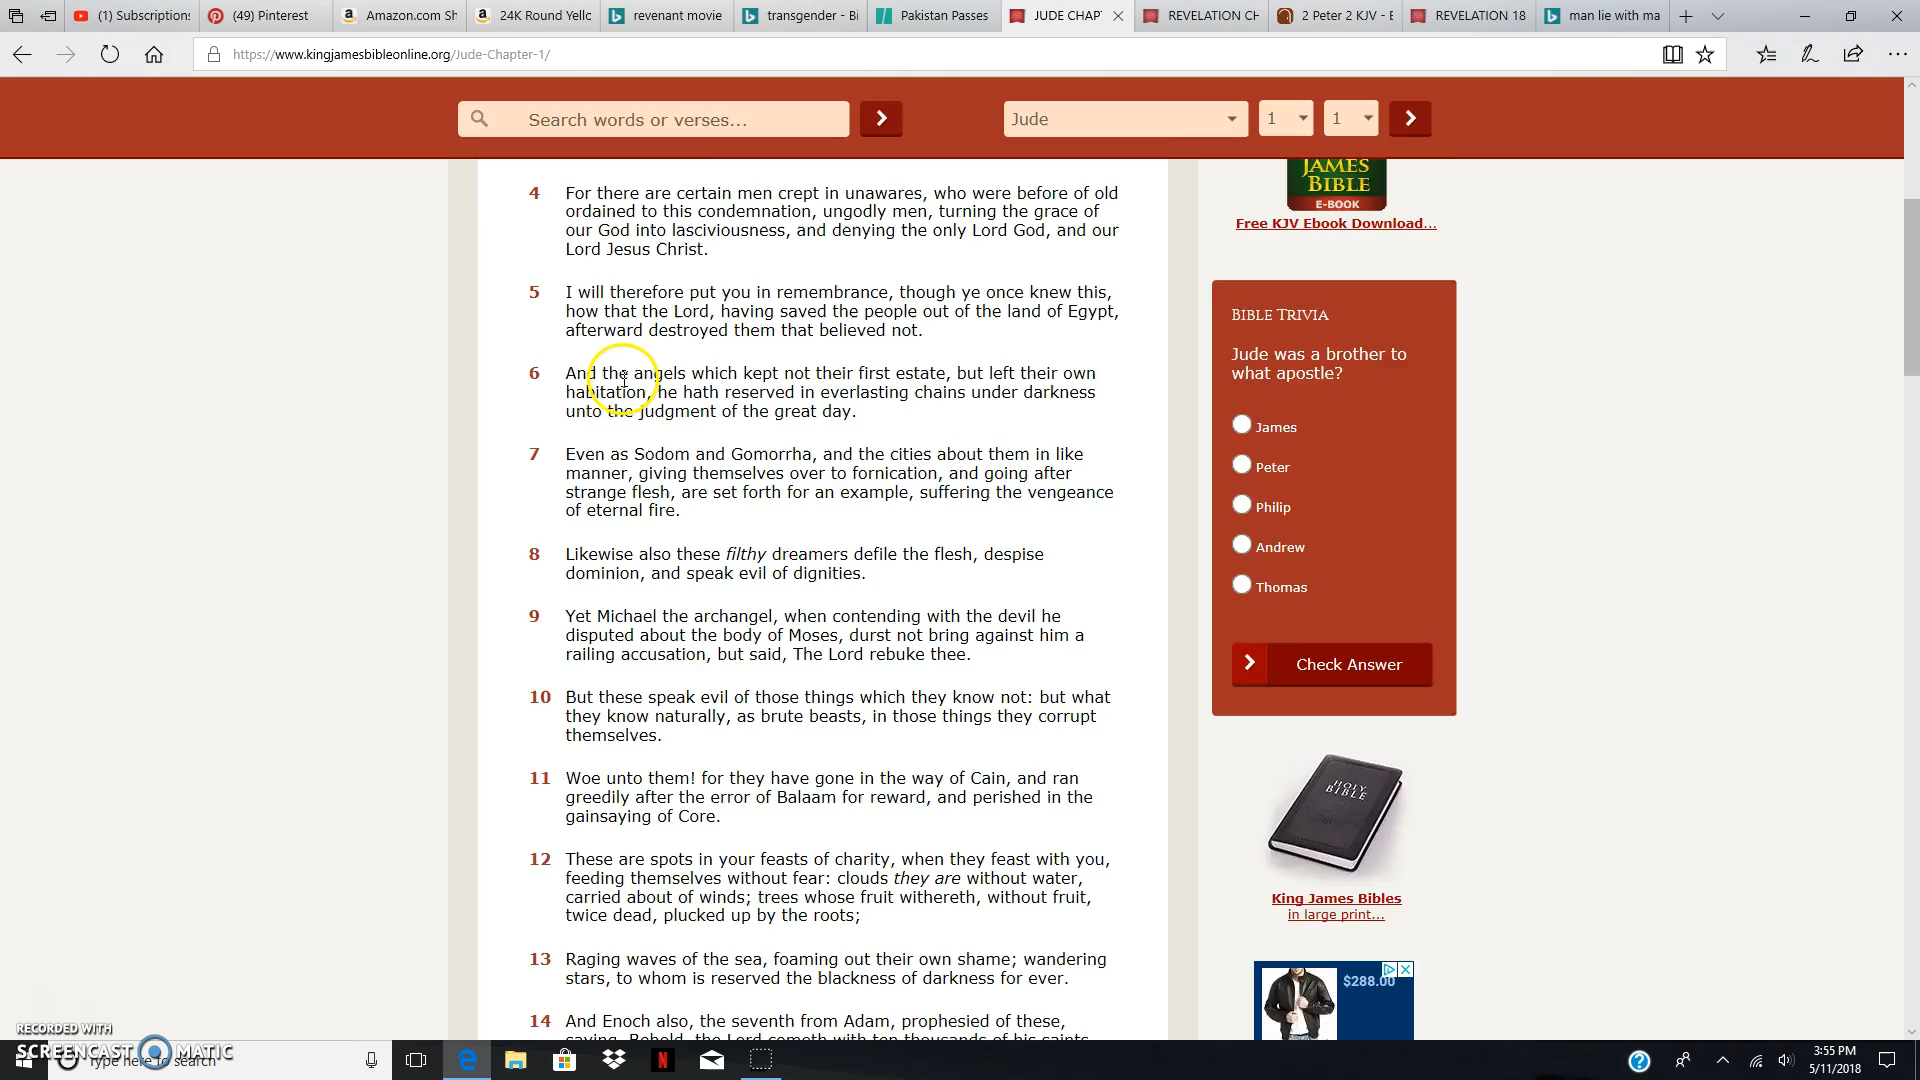 (1) Subscriptions
(49) Pinterest
Amazon.com Sh
24K Round Yello
revenant movie
transgender - Bi
Pakistan Passes
JUDE CHAP
REVELATION CH
2 Peter 2 KJV - E
REVELATION 18
man lie with ma
https://www.kingjamesbibleonline.org/Jude-Chapter-1/
Search words or verses...
Jude
1
1
4 For there are certain men crept in unawares, who were before of old
ordained to this condemnation, ungodly men, turning the grace of
our God into lasciviousness, and denying the only Lord God, and our
Lord Jesus Christ.
5 I will therefore put you in remembrance, though ye once knew this,
how that the Lord, having saved the people out of the land of Egypt,
afterward destroyed them that believed not.
6 And the angels which kept not their first estate, but left their own
habitation, he hath reserved in everlasting chains under darkness
unto the judgment of the great day.
7 Even as Sodom and Gomorrha, and the cities about them in like
manner, giving themselves over to fornication, and going after
strange flesh, are set forth for an example, suffering the vengeance
of eternal fire.
8 Likewise also these filthy dreamers defile the flesh, despise
dominion, and speak evil of dignities.
9 Yet Michael the archangel, when contending with the devil he
disputed about the body of Moses, durst not bring against him a
railing accusation, but said, The Lord rebuke thee.
10 But these speak evil of those things which they know not: but what
they know naturally, as brute beasts, in those things they corrupt
themselves.
11 Woe unto them! for they have gone in the way of Cain, and ran
greedily after the error of Balaam for reward, and perished in the
gainsaying of Core.
12 These are spots in your feasts of charity, when they feast with you,
feeding themselves without fear: clouds they are without water,
carried about of winds; trees whose fruit withereth, without fruit,
twice dead, plucked up by the roots;
13 Raging waves of the sea, foaming out their own shame; wandering
stars, to whom is reserved the blackness of darkness for ever.
14 And Enoch also, the seventh from Adam, prophesied of these,
saying, Behold, the Lord cometh with ten thousands of his saints,
JAMES
BIBLE
E-BOOK
Free KJV Ebook Download...
BIBLE TRIVIA
Jude was a brother to
what apostle?
James
Peter
Philip
Andrew
Thomas
Check Answer
HOLY
BIBLE
King James Bibles
in large print...
$288.00
RECORDED WITH
SCREENCAST MATIC
Type here to search
3:55 PM
5/11/2018